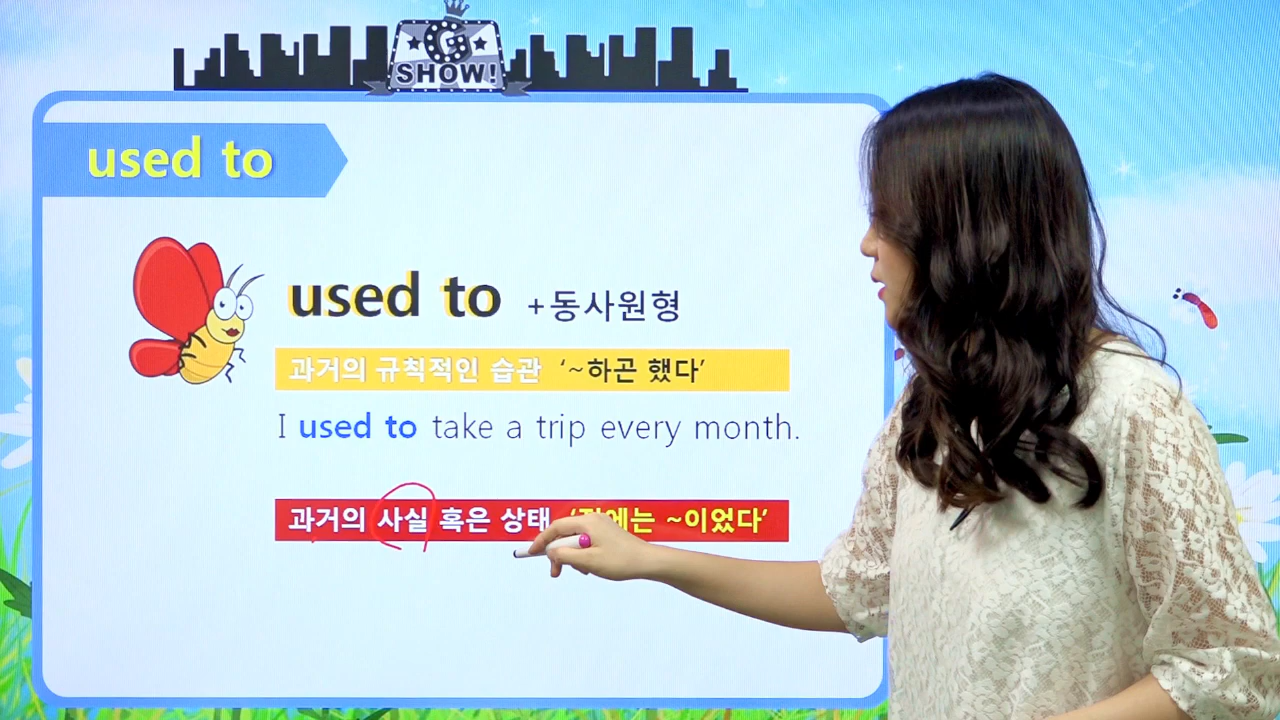 G
SHOW!
used to
used to +동사원형
과거의 규칙적인 습관 '~하곤 했다'
I used to take a trip every month.
과거의 사실 혹은 상태 ~이었다'